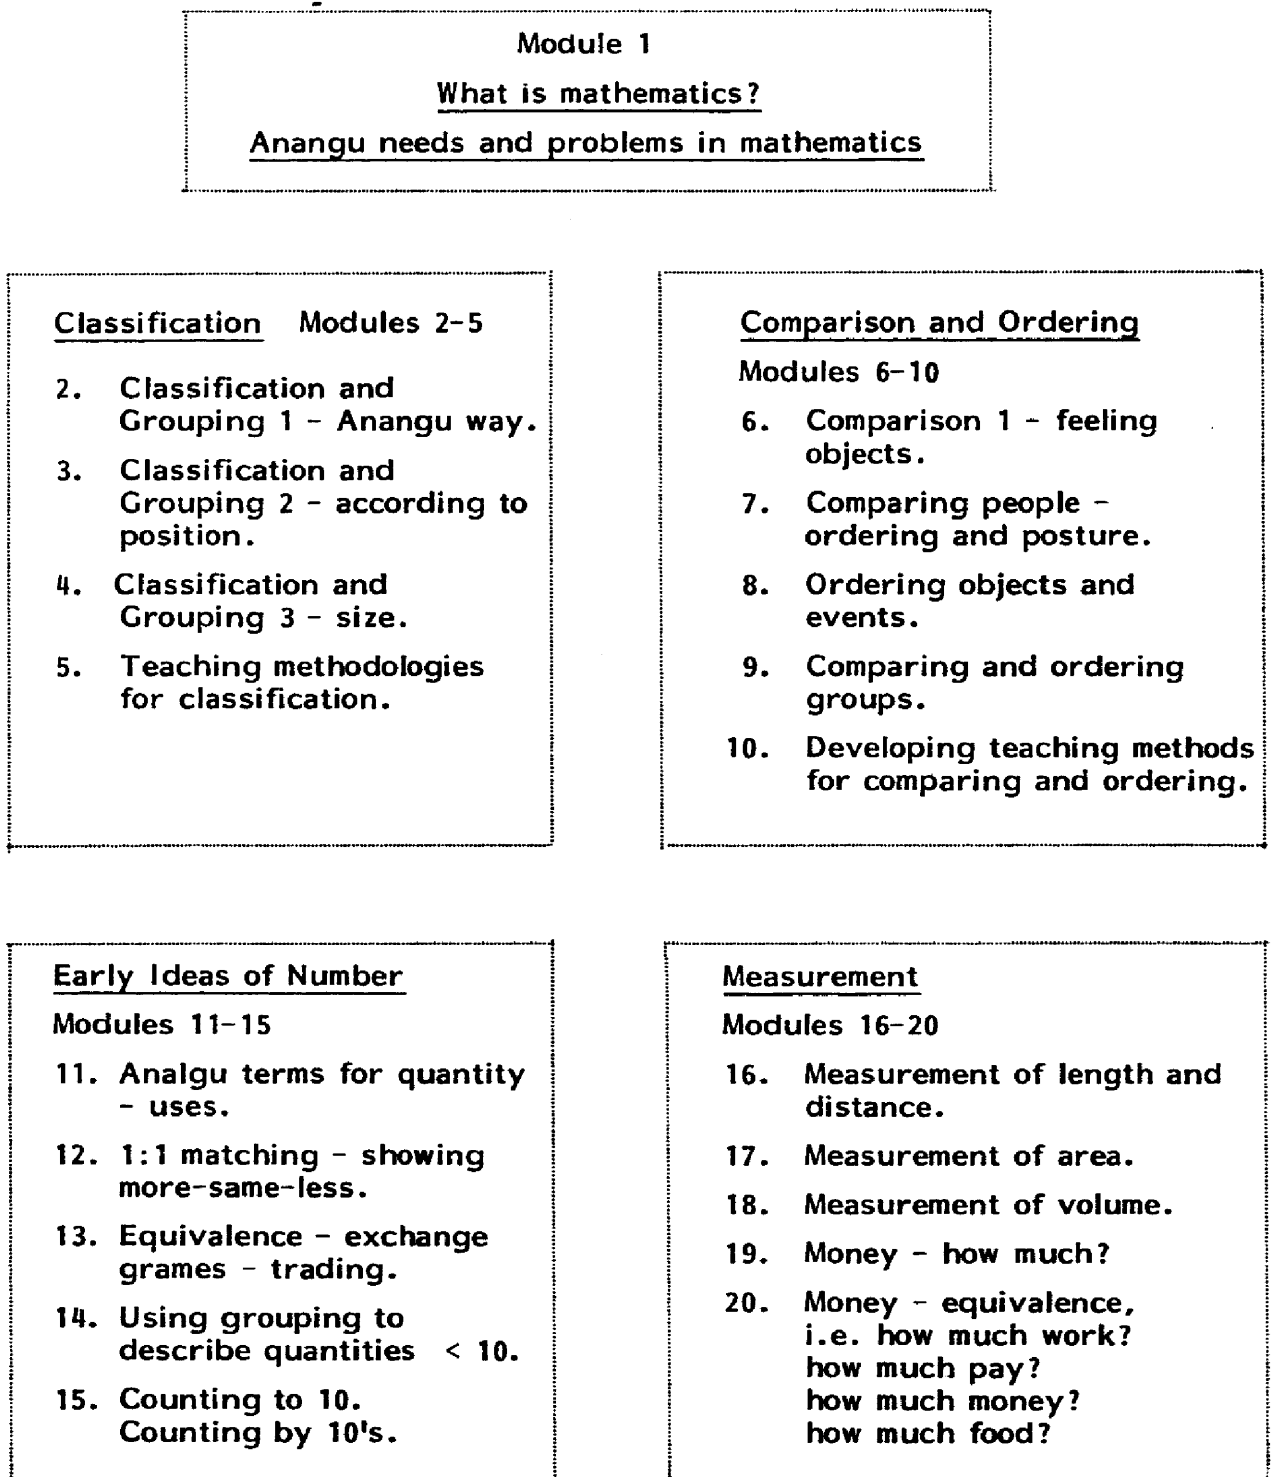 Module 1
What is mathematics?
Anangu needs and problems in mathematics
Classification Modules 2-5
2. Classification and
Grouping 1 - Anangu way.
3. Classification and
Grouping 2 - according to
position.
4. Classification and
Grouping 3 - size.
5. Teaching methodologies
for classification.
Comparison and Ordering
Modules 6-10
6. Comparison 1 - feeling
objects.
7. Comparing people -
ordering and posture.
8. Ordering objects and
events.
9. Comparing and ordering
groups.
10. Developing teaching methods
for comparing and ordering.
Early Ideas of Number
Modules 11-15
11. Analgu terms for quantity
- uses.
12. 1:1 matching - showing
more-same-less.
13. Equivalence - exchange
grames - trading.
14. Using grouping to
describe quantities < 10.
15. Counting to 10.
Counting by 10's.
Measurement
Modules 16-20
16. Measurement of length and
distance.
17. Measurement of area.
18. Measurement of volume.
19. Money - how much?
20. Money - equivalence,
i.e. how much work?
how much pay?
how much money?
how much food?